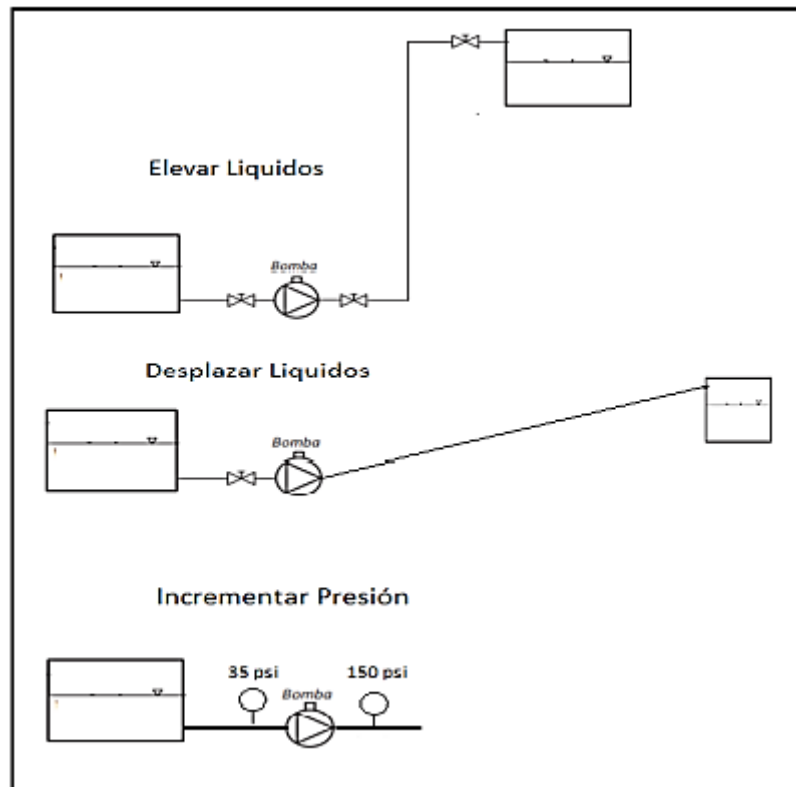 Elevar Liquidos
Bomba
Desplazar Liquidos
Bomba
Incrementar Presión
35 psi
150 psi
Bomba